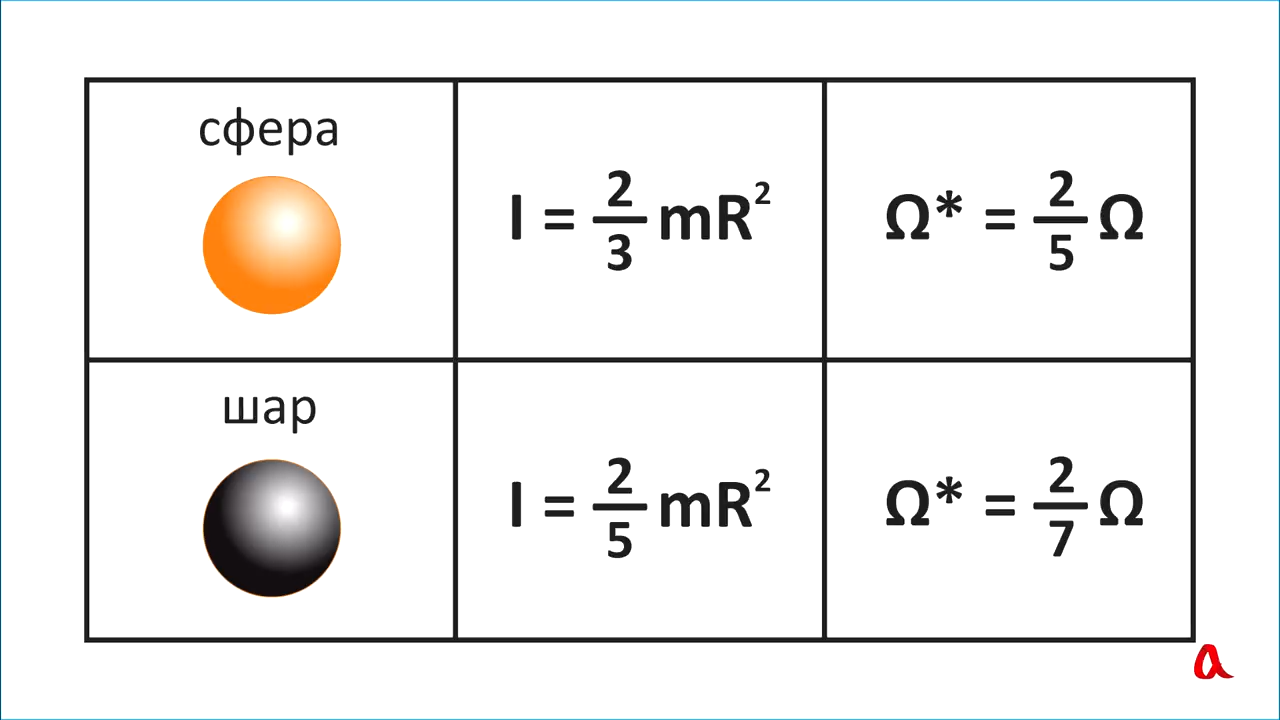 сфера
I = 2/3 mR²
Ω* = 2/5 Ω
шар
I = 2/5 mR²
Ω* = 2/7 Ω
a